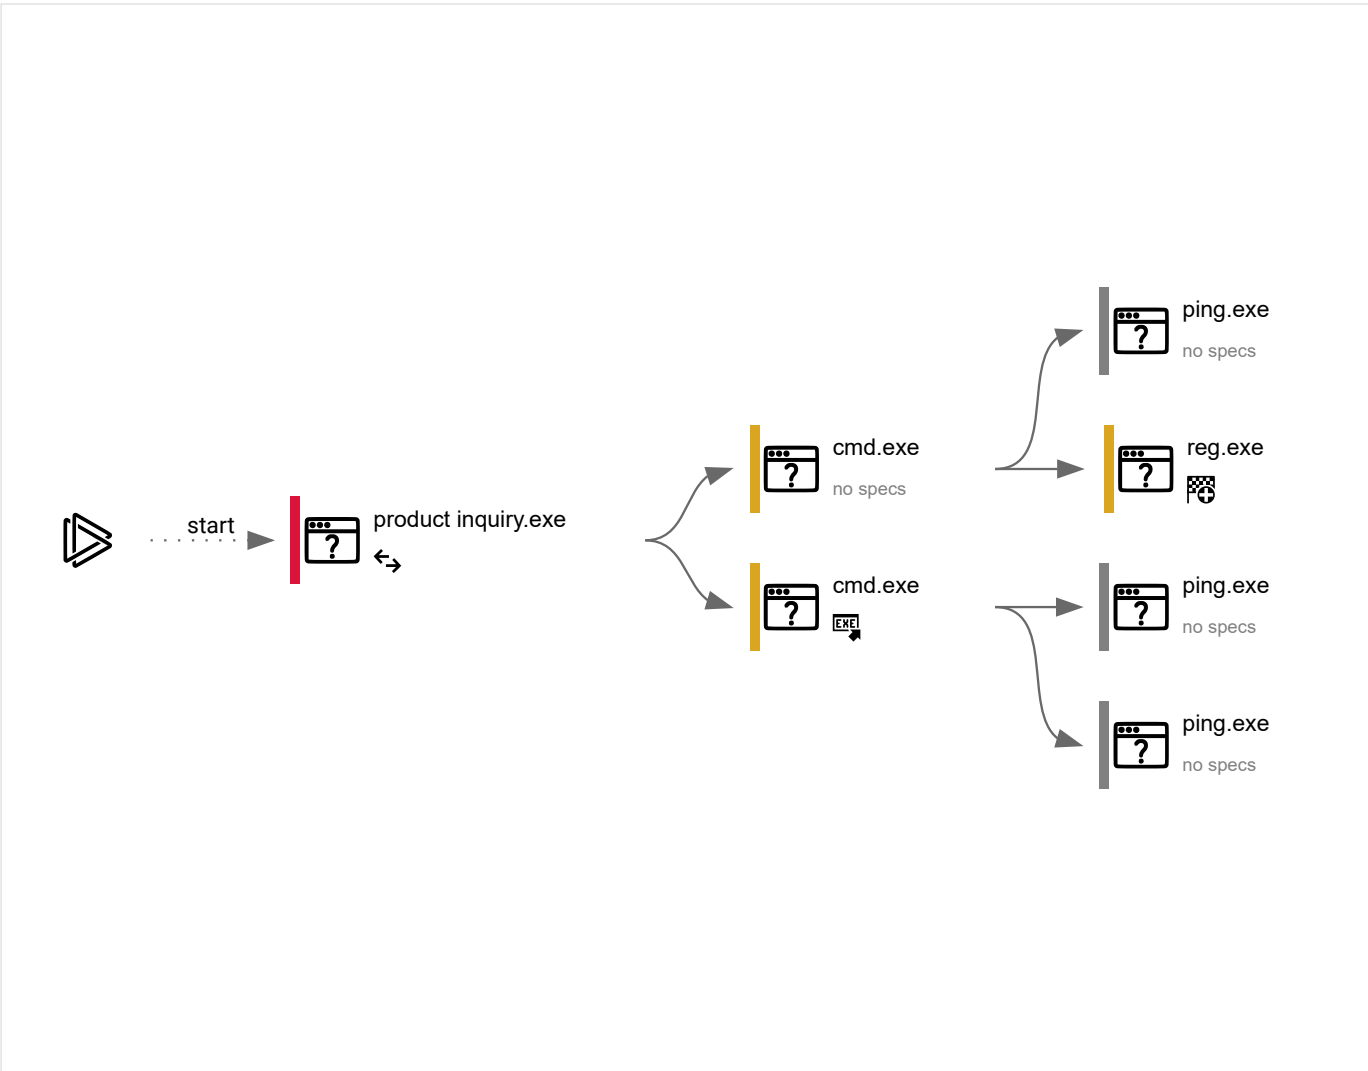 start
product inquiry.exe
cmd.exe
no specs
cmd.exe
EXE
ping.exe
no specs
reg.exe
ping.exe
no specs
ping.exe
no specs